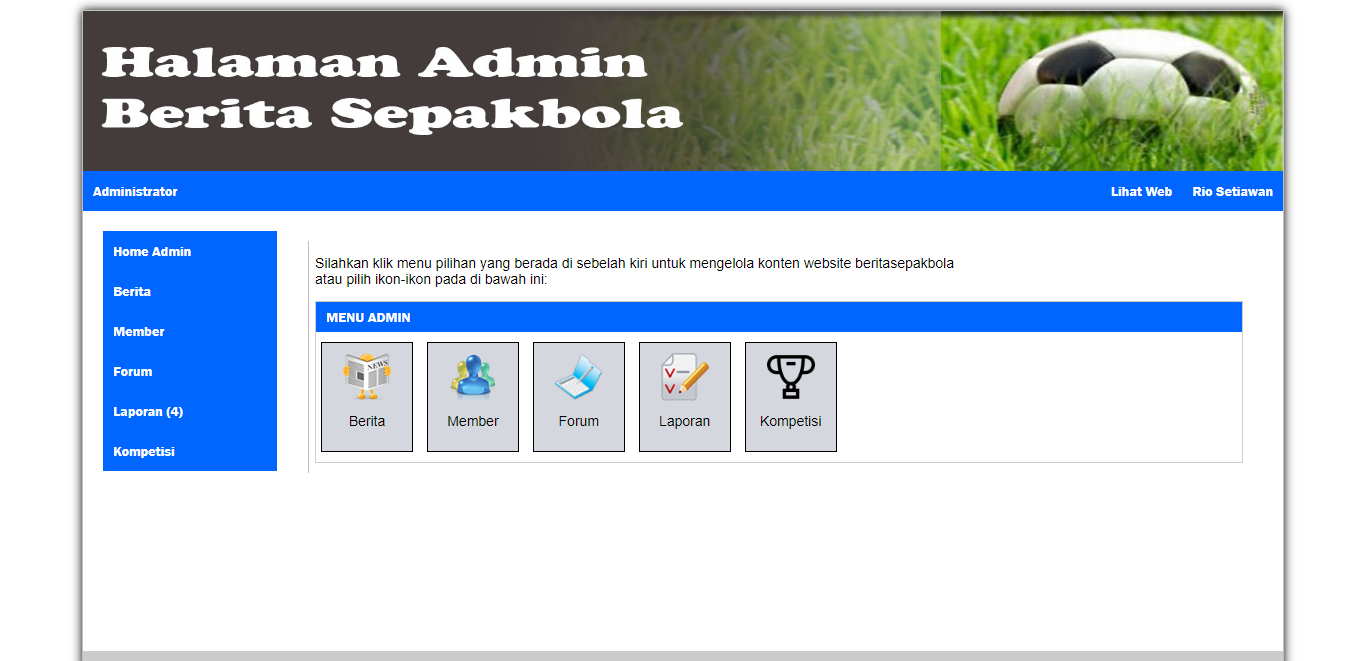 Halaman Admin
Berita Sepakbola
Administrator
Lihat Web
Rio Setiawan
Home Admin
Berita
Member
Forum
Laporan (4)
Kompetisi
Silahkan klik menu pilihan yang berada di sebelah kiri untuk mengelola konten website beritasepakbola
atau pilih ikon-ikon pada di bawah ini:
MENU ADMIN
NEWS
Berita
Member
Forum
Laporan
Kompetisi